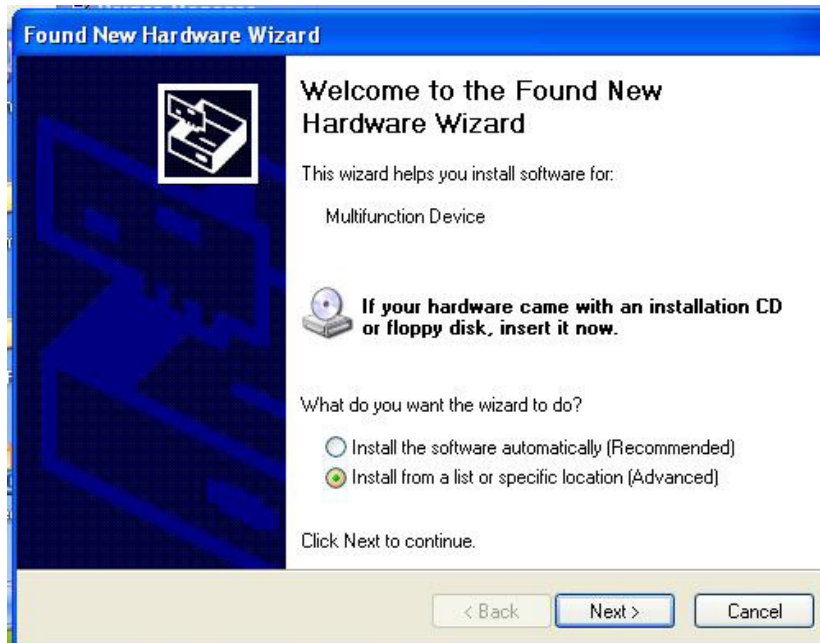 Found New Hardware Wizard
Welcome to the Found New
Hardware Wizard
This wizard helps you install software for:
Multifunction Device
If your hardware came with an installation CD
or floppy disk, insert it now.
What do you want the wizard to do?
Install the software automatically (Recommended)
Install from a list or specific location (Advanced)
Click Next to continue.
< Back Next > Cancel